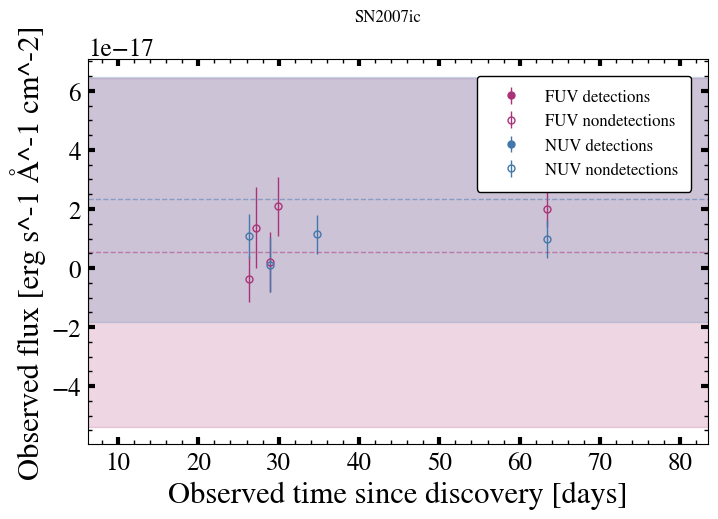 SN2007ic
1e−17
FUV detections
FUV nondetections
NUV detections
NUV nondetections
6
4
2
0
−2
−4
Observed flux [erg s^-1 Å^-1 cm^-2]
10 20 30 40 50 60 70 80
Observed time since discovery [days]